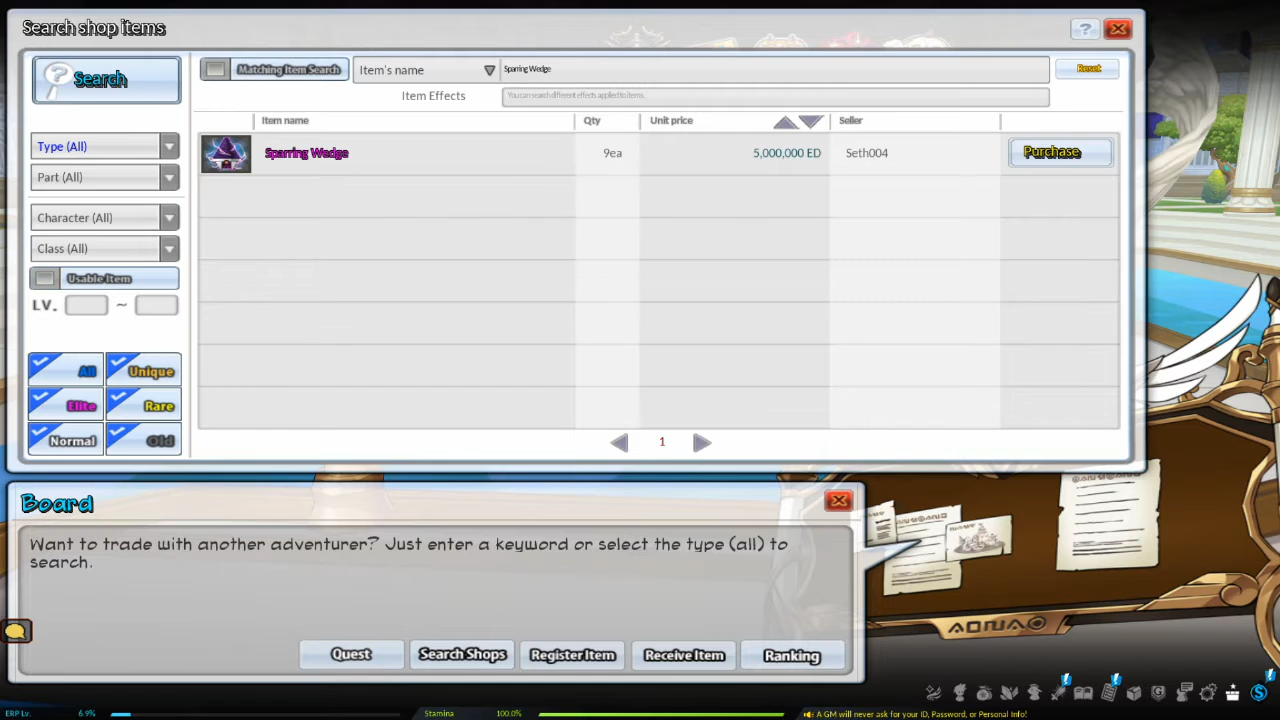 Search shop items
Search
Matching Item Search
Item's name
Sparring Wedge
Reset
Item Effects
You can search different effects applied to items.
Type (All)
Part (All)
Character (All)
Class (All)
Usable Item
LV. ~
All
Unique
Elite
Rare
Normal
Old
Item name
Qty
Unit price
Seller
Sparring Wedge
9ea
5,000,000 ED
Seth004
Purchase
1
Board
Want to trade with another adventurer? Just enter a keyword or select the type (all) to
search.
Quest
Search Shops
Register Item
Receive Item
Ranking
ERP Lv.
6.9%
Stamina
100.0%
A GM will never ask for your ID, Password, or Personal Info!